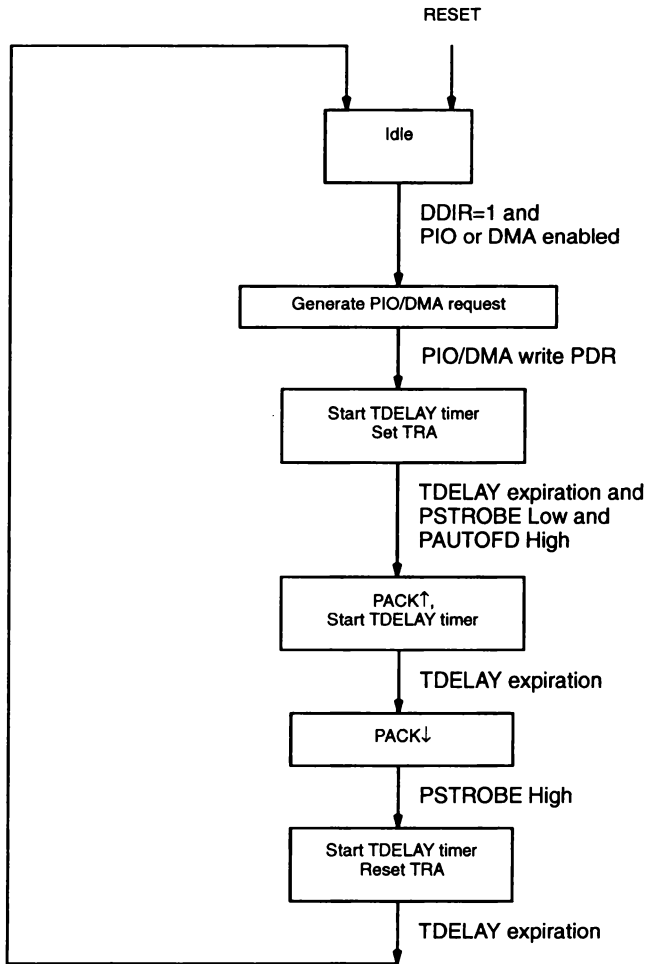 RESET
Idle
DDIR=1 and
PIO or DMA enabled
Generate PIO/DMA request
PIO/DMA write PDR
Start TDELAY timer
Set TRA
TDELAY expiration and
PSTROBE Low and
PAUTOFD High
PACK↑,
Start TDELAY timer
TDELAY expiration
PACK↓
PSTROBE High
Start TDELAY timer
Reset TRA
TDELAY expiration